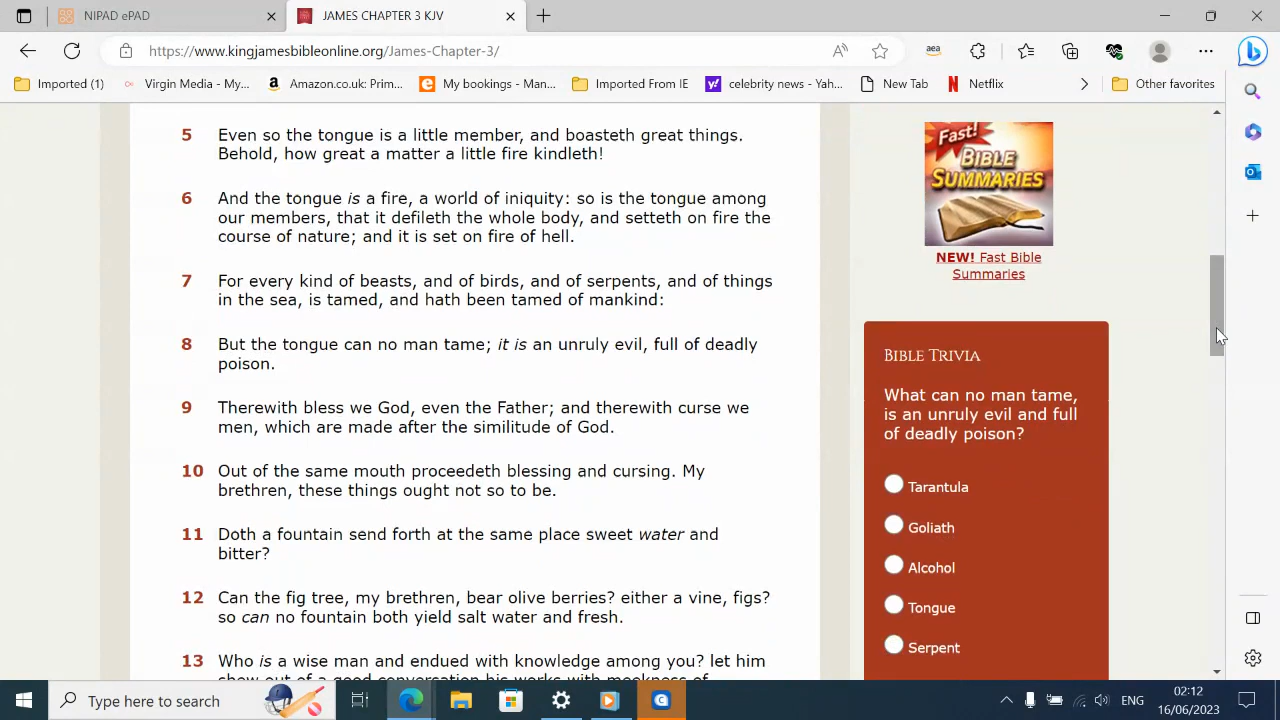 NIPAD ePAD
JAMES CHAPTER 3 KJV
https://www.kingjamesbibleonline.org/James-Chapter-3/
aea
Imported (1)
Virgin Media - My...
Amazon.co.uk: Prim...
My bookings - Man...
Imported From IE
celebrity news - Yah...
New Tab
Netflix
Other favorites
5 Even so the tongue is a little member, and boasteth great things.
Behold, how great a matter a little fire kindleth!
6 And the tongue is a fire, a world of iniquity: so is the tongue among
our members, that it defileth the whole body, and setteth on fire the
course of nature; and it is set on fire of hell.
7 For every kind of beasts, and of birds, and of serpents, and of things
in the sea, is tamed, and hath been tamed of mankind:
8 But the tongue can no man tame; it is an unruly evil, full of deadly
poison.
9 Therewith bless we God, even the Father; and therewith curse we
men, which are made after the similitude of God.
10 Out of the same mouth proceedeth blessing and cursing. My
brethren, these things ought not so to be.
11 Doth a fountain send forth at the same place sweet water and
bitter?
12 Can the fig tree, my brethren, bear olive berries? either a vine, figs?
so can no fountain both yield salt water and fresh.
13 Who is a wise man and endued with knowledge among you? let him
show out of a good conversation his works with meekness of
Fast!
BIBLE
SUMMARIES
NEW! Fast Bible
Summaries
BIBLE TRIVIA
What can no man tame,
is an unruly evil and full
of deadly poison?
Tarantula
Goliath
Alcohol
Tongue
Serpent
Type here to search
ENG
02:12
16/06/2023